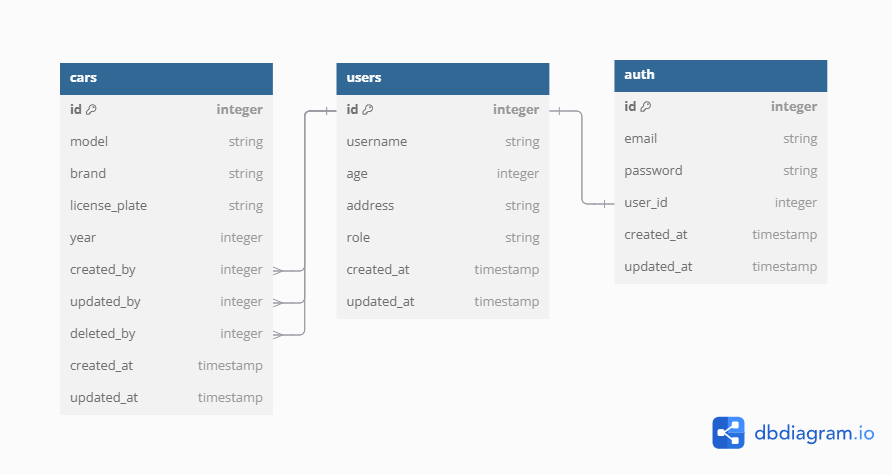 cars
id integer
model string
brand string
license_plate string
year integer
created_by integer
updated_by integer
deleted_by integer
created_at timestamp
updated_at timestamp
users
id integer
username string
age integer
address string
role string
created_at timestamp
updated_at timestamp
auth
id integer
email string
password string
user_id integer
created_at timestamp
updated_at timestamp
dbdiagram.io